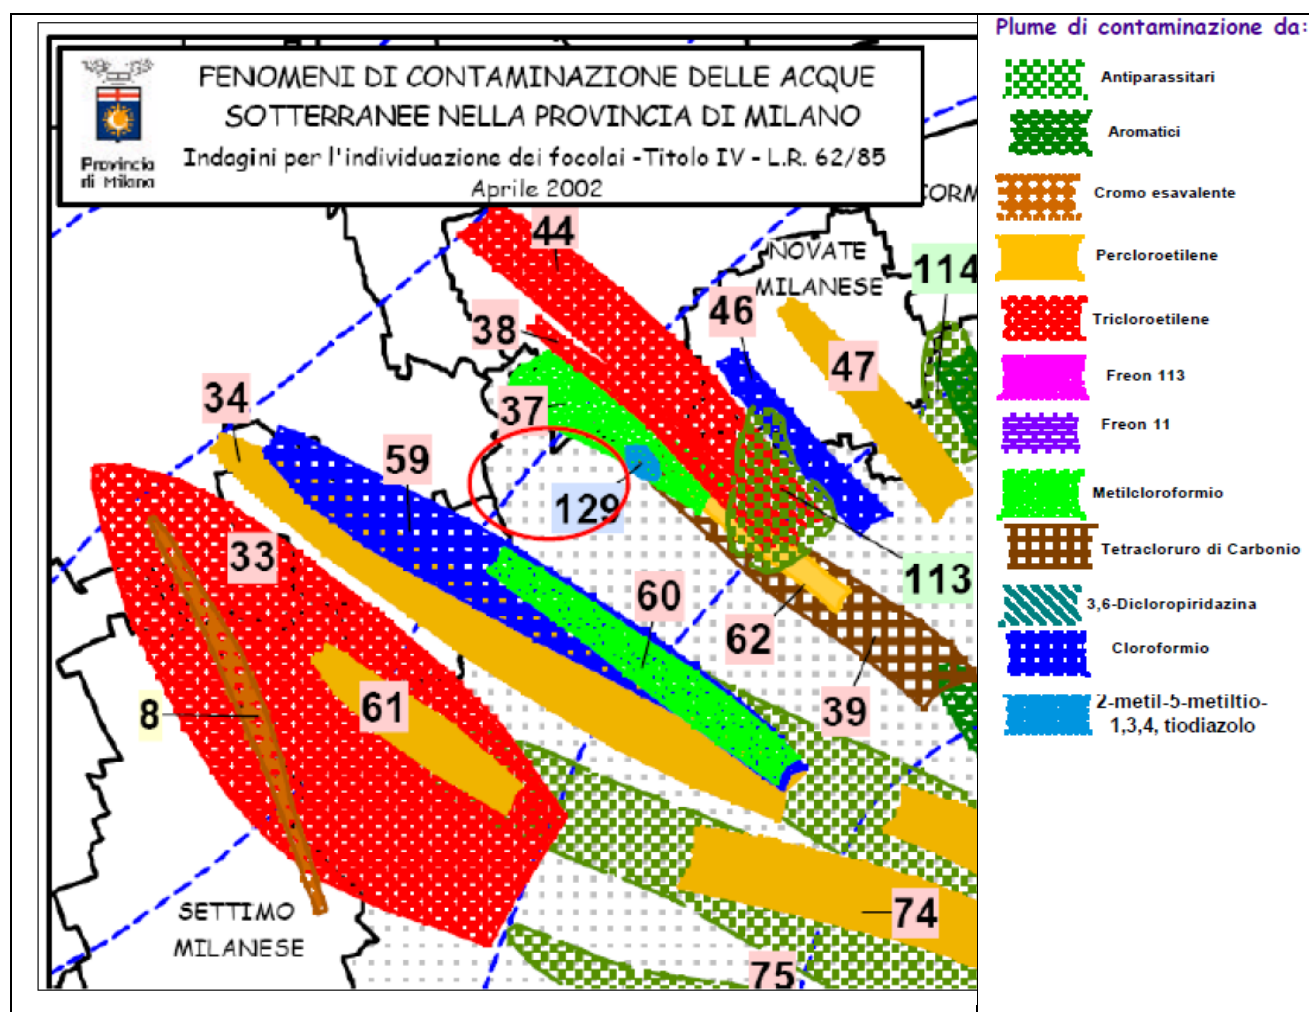 FENOMENI DI CONTAMINAZIONE DELLE ACQUE
SOTTERRANEE NELLA PROVINCIA DI MILANO
Indagini per l'individuazione dei focolai -Titolo IV - L.R. 62/85
Aprile 2002
Provincia
di Milano
CORM
NOVATE
MILANESE
44
114
46
38
47
34
37
59
129
33
113
60
62
8
61
39
SETTIMO
MILANESE
74
75
Plume di contaminazione da:
Antiparassitari
Aromatici
Cromo esavalente
Percloroetilene
Tricloroetilene
Freon 113
Freon 11
Metilcloroformio
Tetracloruro di Carbonio
3,6-Dicloropiridazina
Cloroformio
2-metil-5-metiltio-
1,3,4, tiodiazolo